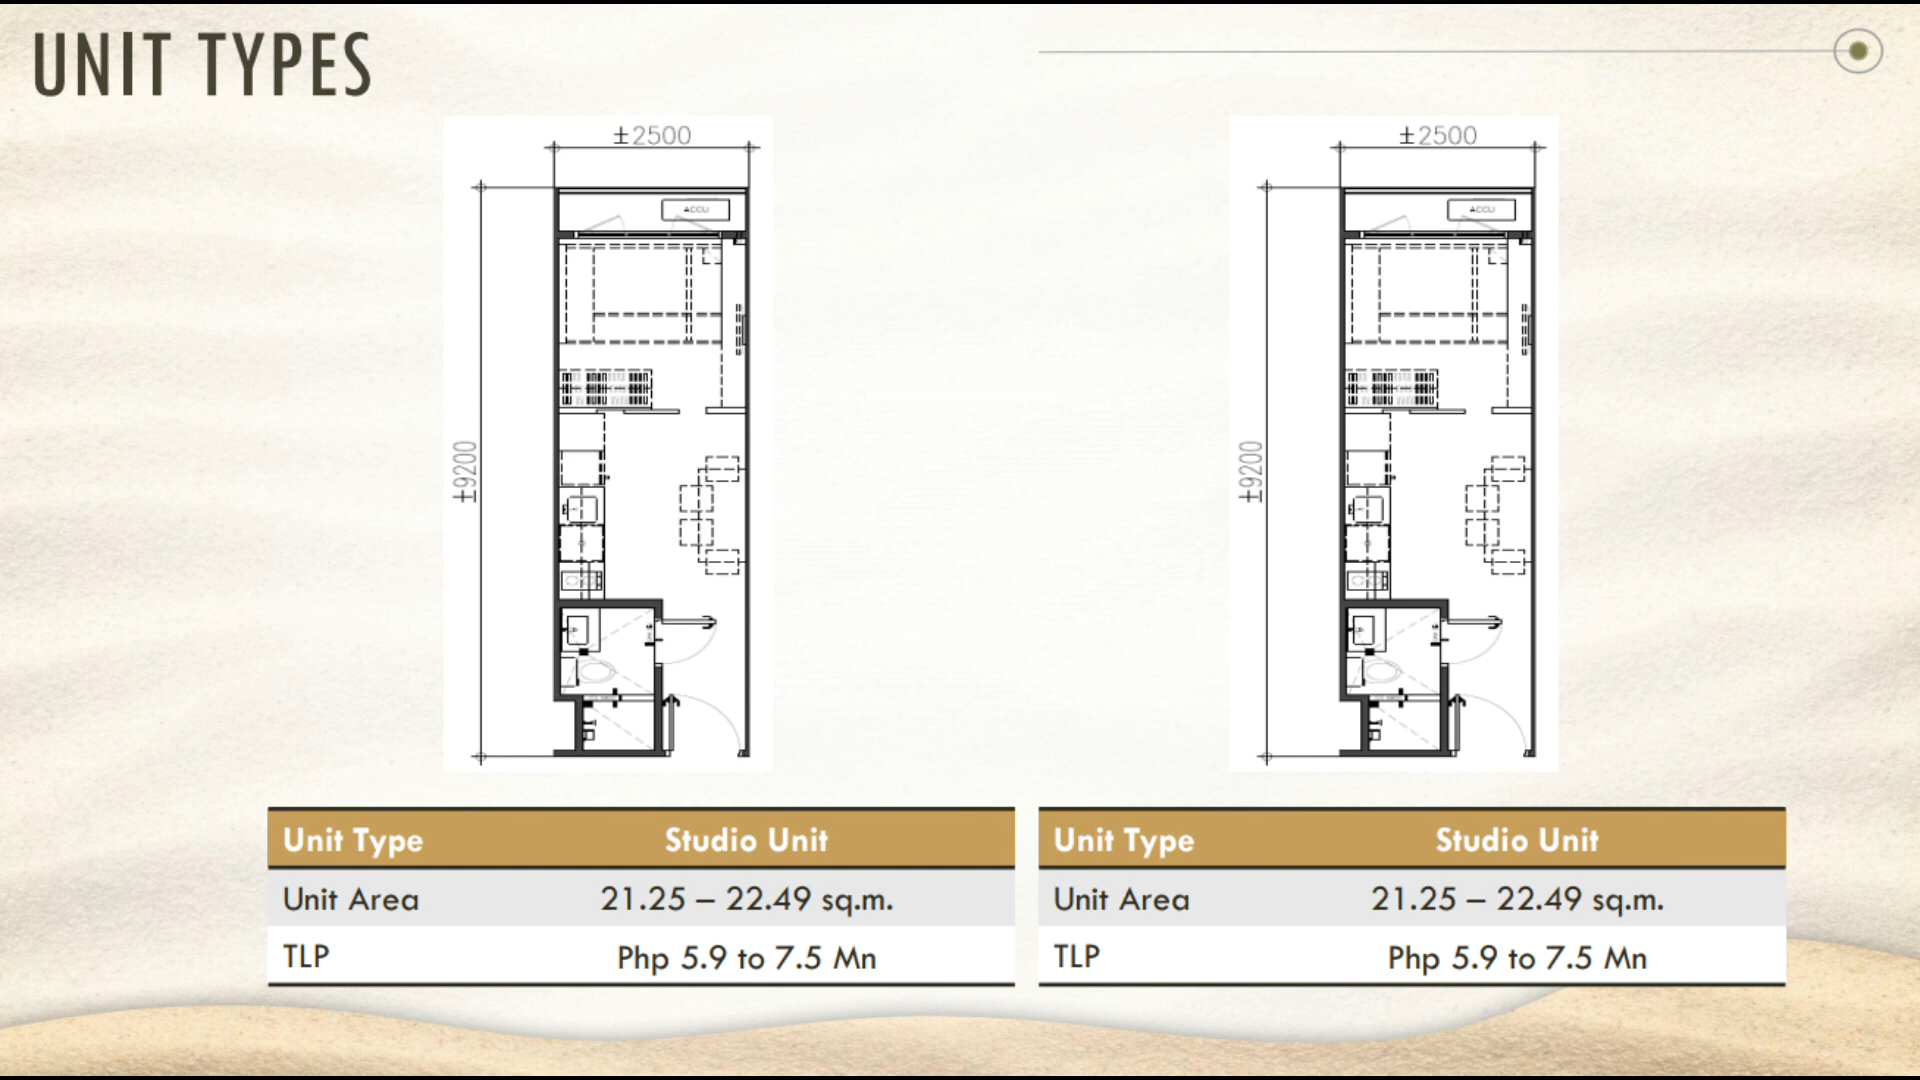 UNIT TYPES
±2500
ACCU
±9200
±2500
ACCU
±9200
Unit Type Studio Unit
Unit Area 21.25 – 22.49 sq.m.
TLP Php 5.9 to 7.5 Mn
Unit Type Studio Unit
Unit Area 21.25 – 22.49 sq.m.
TLP Php 5.9 to 7.5 Mn